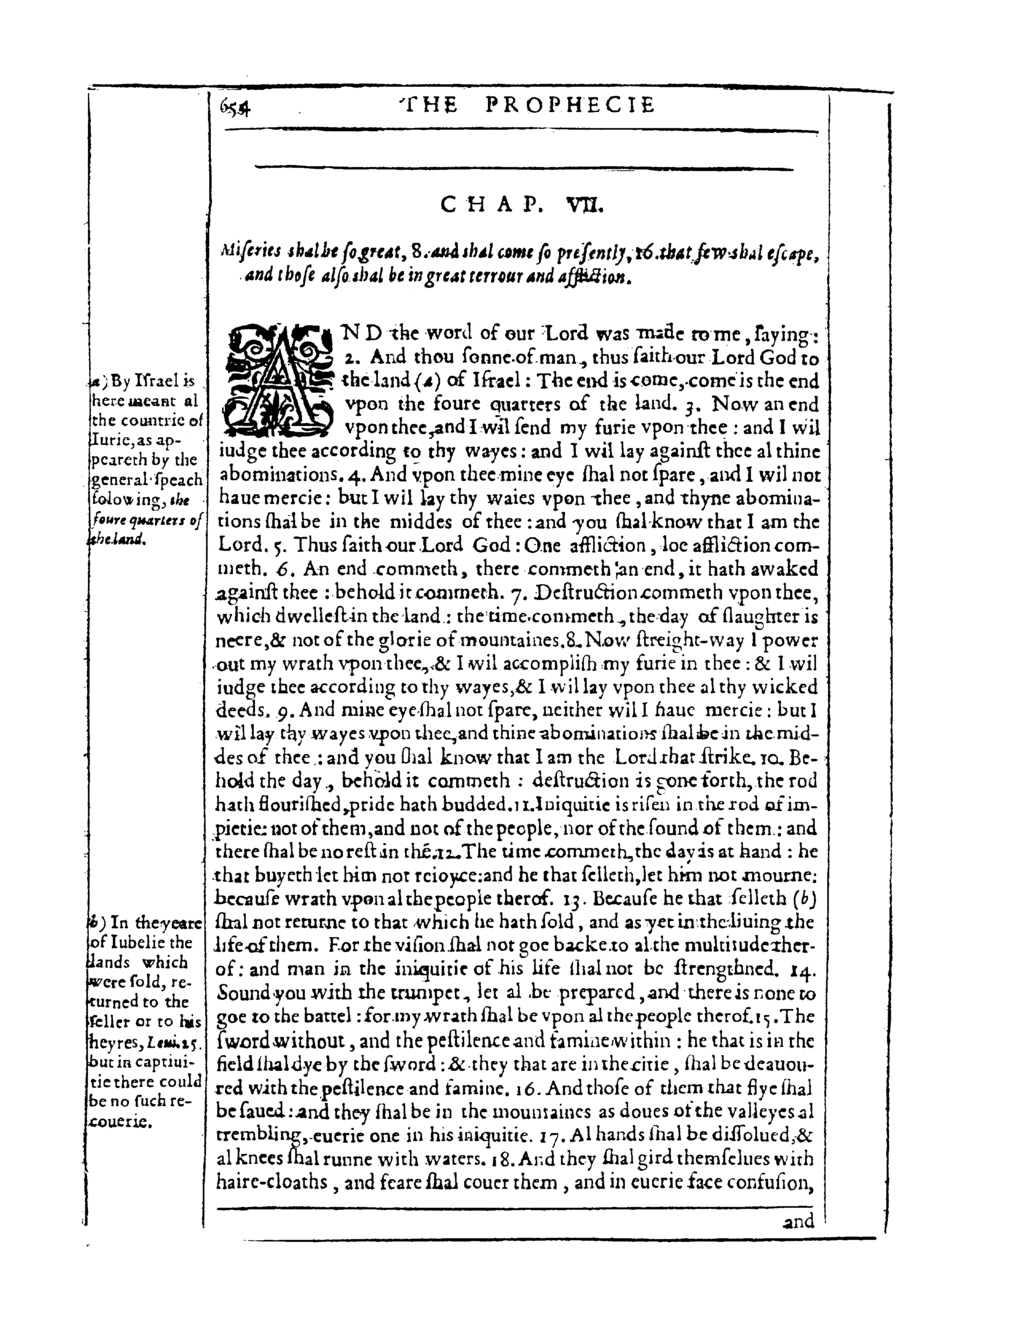 654 THE PROPHECIE
CHAP. VII.
Miſeries shal be ſo great, 8. and shal come ſo preſently, 16. that few shal eſcape,
and thoſe alſo shal be in great terrour and affliction.
AND the word of our Lord was made to me, ſaying:
2. And thou ſonne of man, thus ſaith our Lord God to
the land (a) of Iſrael: The end is come, come is the end
vpon the foure quarters of the land. 3. Now an end
vpon thee, and I wil ſend my furie vpon thee: and I wil
iudge thee according to thy wayes: and I wil lay againſt thee al thine
abominations. 4. And vpon thee mine eye ſhal not ſpare, and I wil not
haue mercie: but I wil lay thy waies vpon thee, and thyne abomina-
tions ſhal be in the middes of thee: and you ſhal know that I am the
Lord. 5. Thus ſaith our Lord God: One affliction, loe affliction com-
meth. 6. An end commeth, there commeth an end, it hath awaked
againſt thee: behold it commeth. 7. Deſtruction commeth vpon thee,
which dwelleſt in the land: the time commeth, the day of ſlaughter is
neere, & not of the glorie of mountaines. 8. Now ſtreight-way I power
out my wrath vpon thee, & I wil accompliſh my furie in thee: & I wil
iudge thee according to thy wayes, & I wil lay vpon thee al thy wicked
deeds. 9. And mine eye ſhal not ſpare, neither wil I haue mercie: but I
wil lay thy wayes vpon thee, and thine abominations ſhal be in the mid-
des of thee: and you ſhal know that I am the Lord that ſtrike. 10. Be-
hold the day, behold it commeth: deſtruction is gone forth, the rod
hath flouriſhed, pride hath budded. 11. Iniquitie is riſen in the rod of im-
pietie: not of them, and not of the people, nor of the ſound of them: and
there ſhal be no reſt in thē. 12. The time commeth, the day is at hand: he
that buyeth let him not reioyce: and he that ſelleth, let him not mourne:
becauſe wrath vpon al the people therof. 13. Becauſe he that ſelleth (b)
ſhal not returne to that which he hath ſold, and as yet in the liuing the
life of them. For the viſion ſhal not goe backe to al the multitude ther-
of: and man in the iniquitie of his life ſhal not be ſtrengthned. 14.
Sound you with the trumpet, let al be prepared, and there is none to
goe to the battel: for my wrath ſhal be vpon al the people therof. 15. The
ſword without, and the peſtilence and famine within: he that is in the
field ſhal dye by the ſword: & they that are in the citie, ſhal be deauou-
red with the peſtilence and famine. 16. And thoſe of them that flye ſhal
be ſaued: and they ſhal be in the mountaines as doues of the valleyes al
trembling, euerie one in his iniquitie. 17. Al hands ſhal be diſſolued, &
al knees ſhal runne with waters. 18. And they ſhal gird themſelues with
haire-cloaths, and feare ſhal couer them, and in euerie face confuſion,
and
a) By Iſrael is
here meant al
the countrie of
Iurie, as ap-
peareth by the
general ſpeach
folowing, the
foure quarters of
the land.
b) In the yeare
of Iubelie the
lands which
were ſold, re-
turned to the
ſeller or to his
heyres, Leui. 25.
but in captiui-
tie there could
be no ſuch re-
couerie.